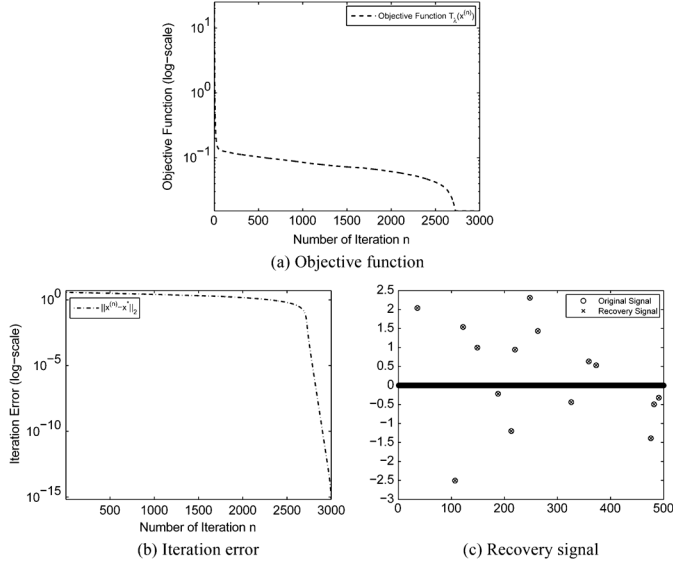 Objective Function T_λ(x^(n))
Objective Function (log−scale)
10^1
10^0
10^−1
0 500 1000 1500 2000 2500 3000
Number of Iteration n
(a) Objective function
||x^(n)−x^*||_2
Iteration Error (log−scale)
10^0
10^−5
10^−10
10^−15
500 1000 1500 2000 2500 3000
Number of Iteration n
(b) Iteration error
Original Signal
Recovery Signal
2.5
2
1.5
1
0.5
0
−0.5
−1
−1.5
−2
−2.5
−3
0 100 200 300 400 500
(c) Recovery signal